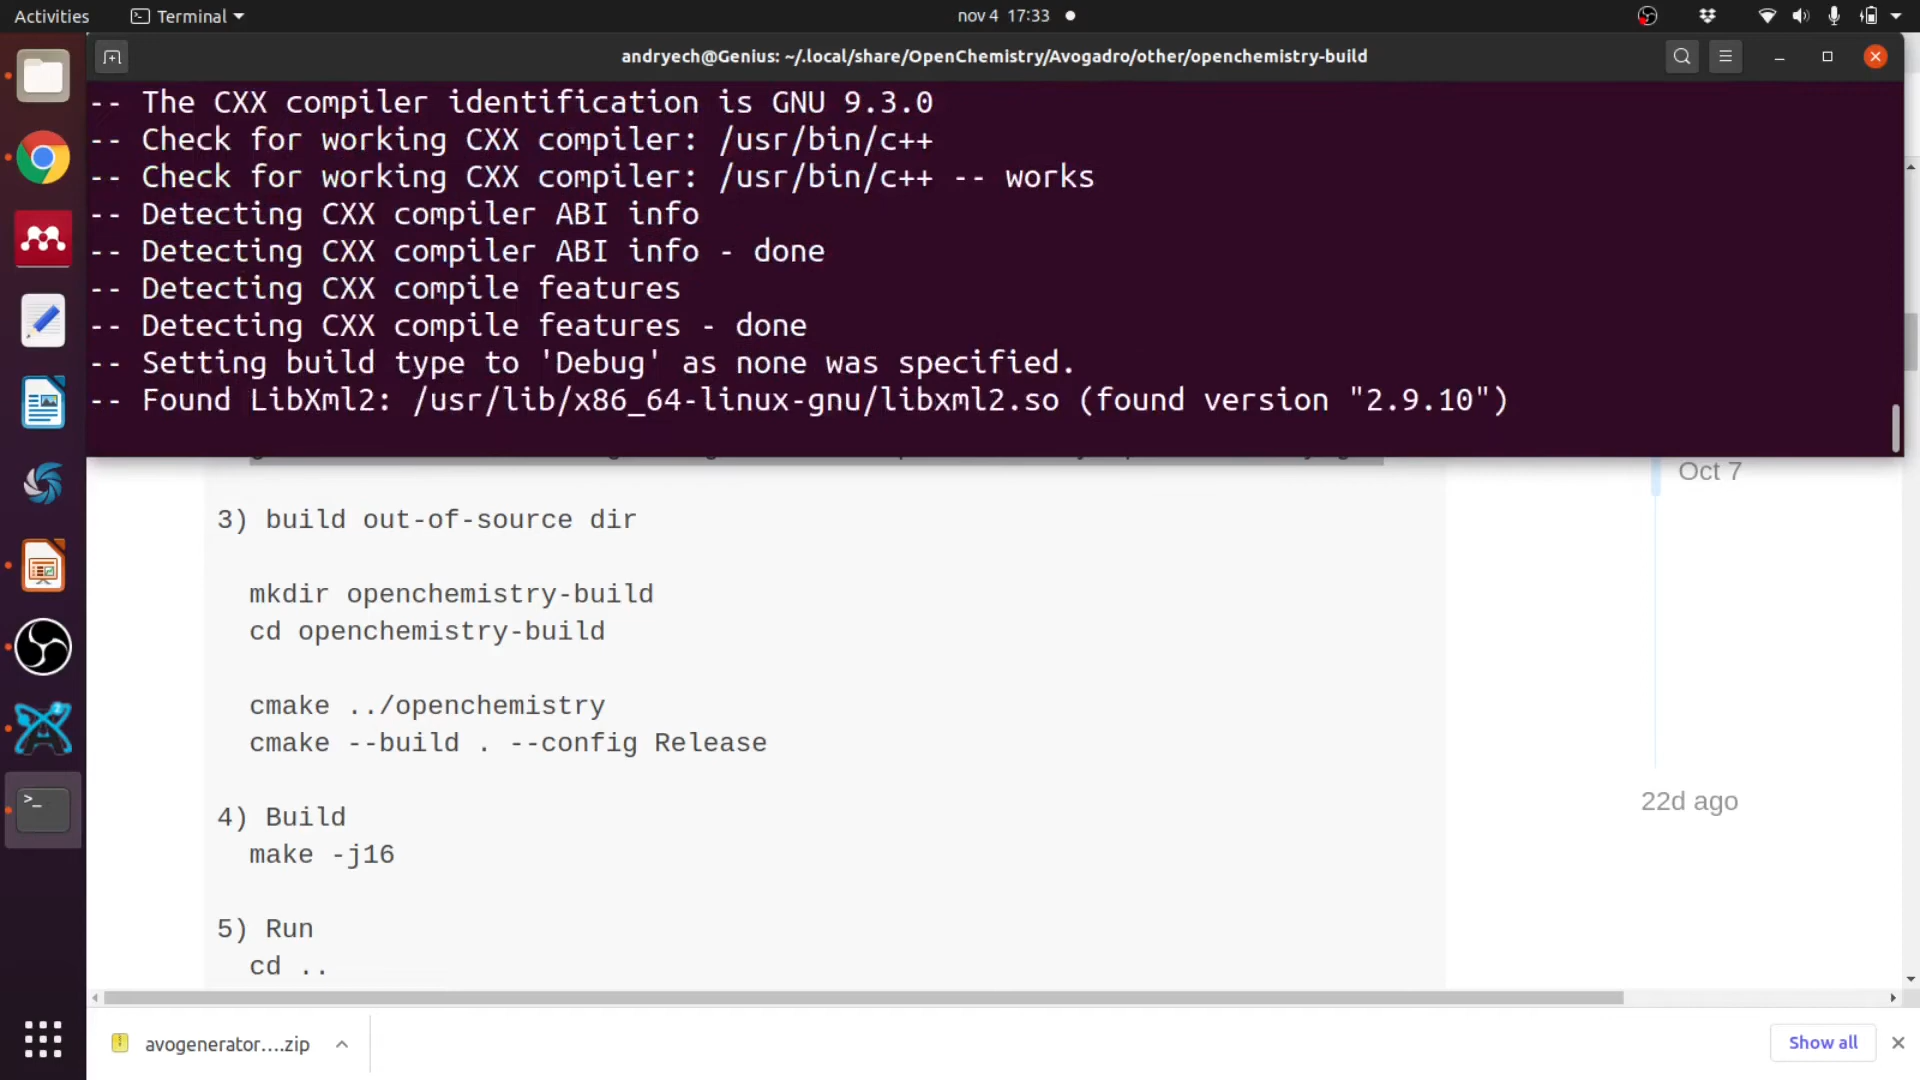 Activities
Terminal
nov 4 17:33
andryech@Genius: ~/.local/share/OpenChemistry/Avogadro/other/openchemistry-build
-- The CXX compiler identification is GNU 9.3.0
-- Check for working CXX compiler: /usr/bin/c++
-- Check for working CXX compiler: /usr/bin/c++ -- works
-- Detecting CXX compiler ABI info
-- Detecting CXX compiler ABI info - done
-- Detecting CXX compile features
-- Detecting CXX compile features - done
-- Setting build type to 'Debug' as none was specified.
-- Found LibXml2: /usr/lib/x86_64-linux-gnu/libxml2.so (found version "2.9.10")
Oct 7
3) build out-of-source dir
mkdir openchemistry-build
cd openchemistry-build
cmake ../openchemistry
cmake --build . --config Release
22d ago
4) Build
make -j16
5) Run
cd ..
avogenerator....zip
Show all